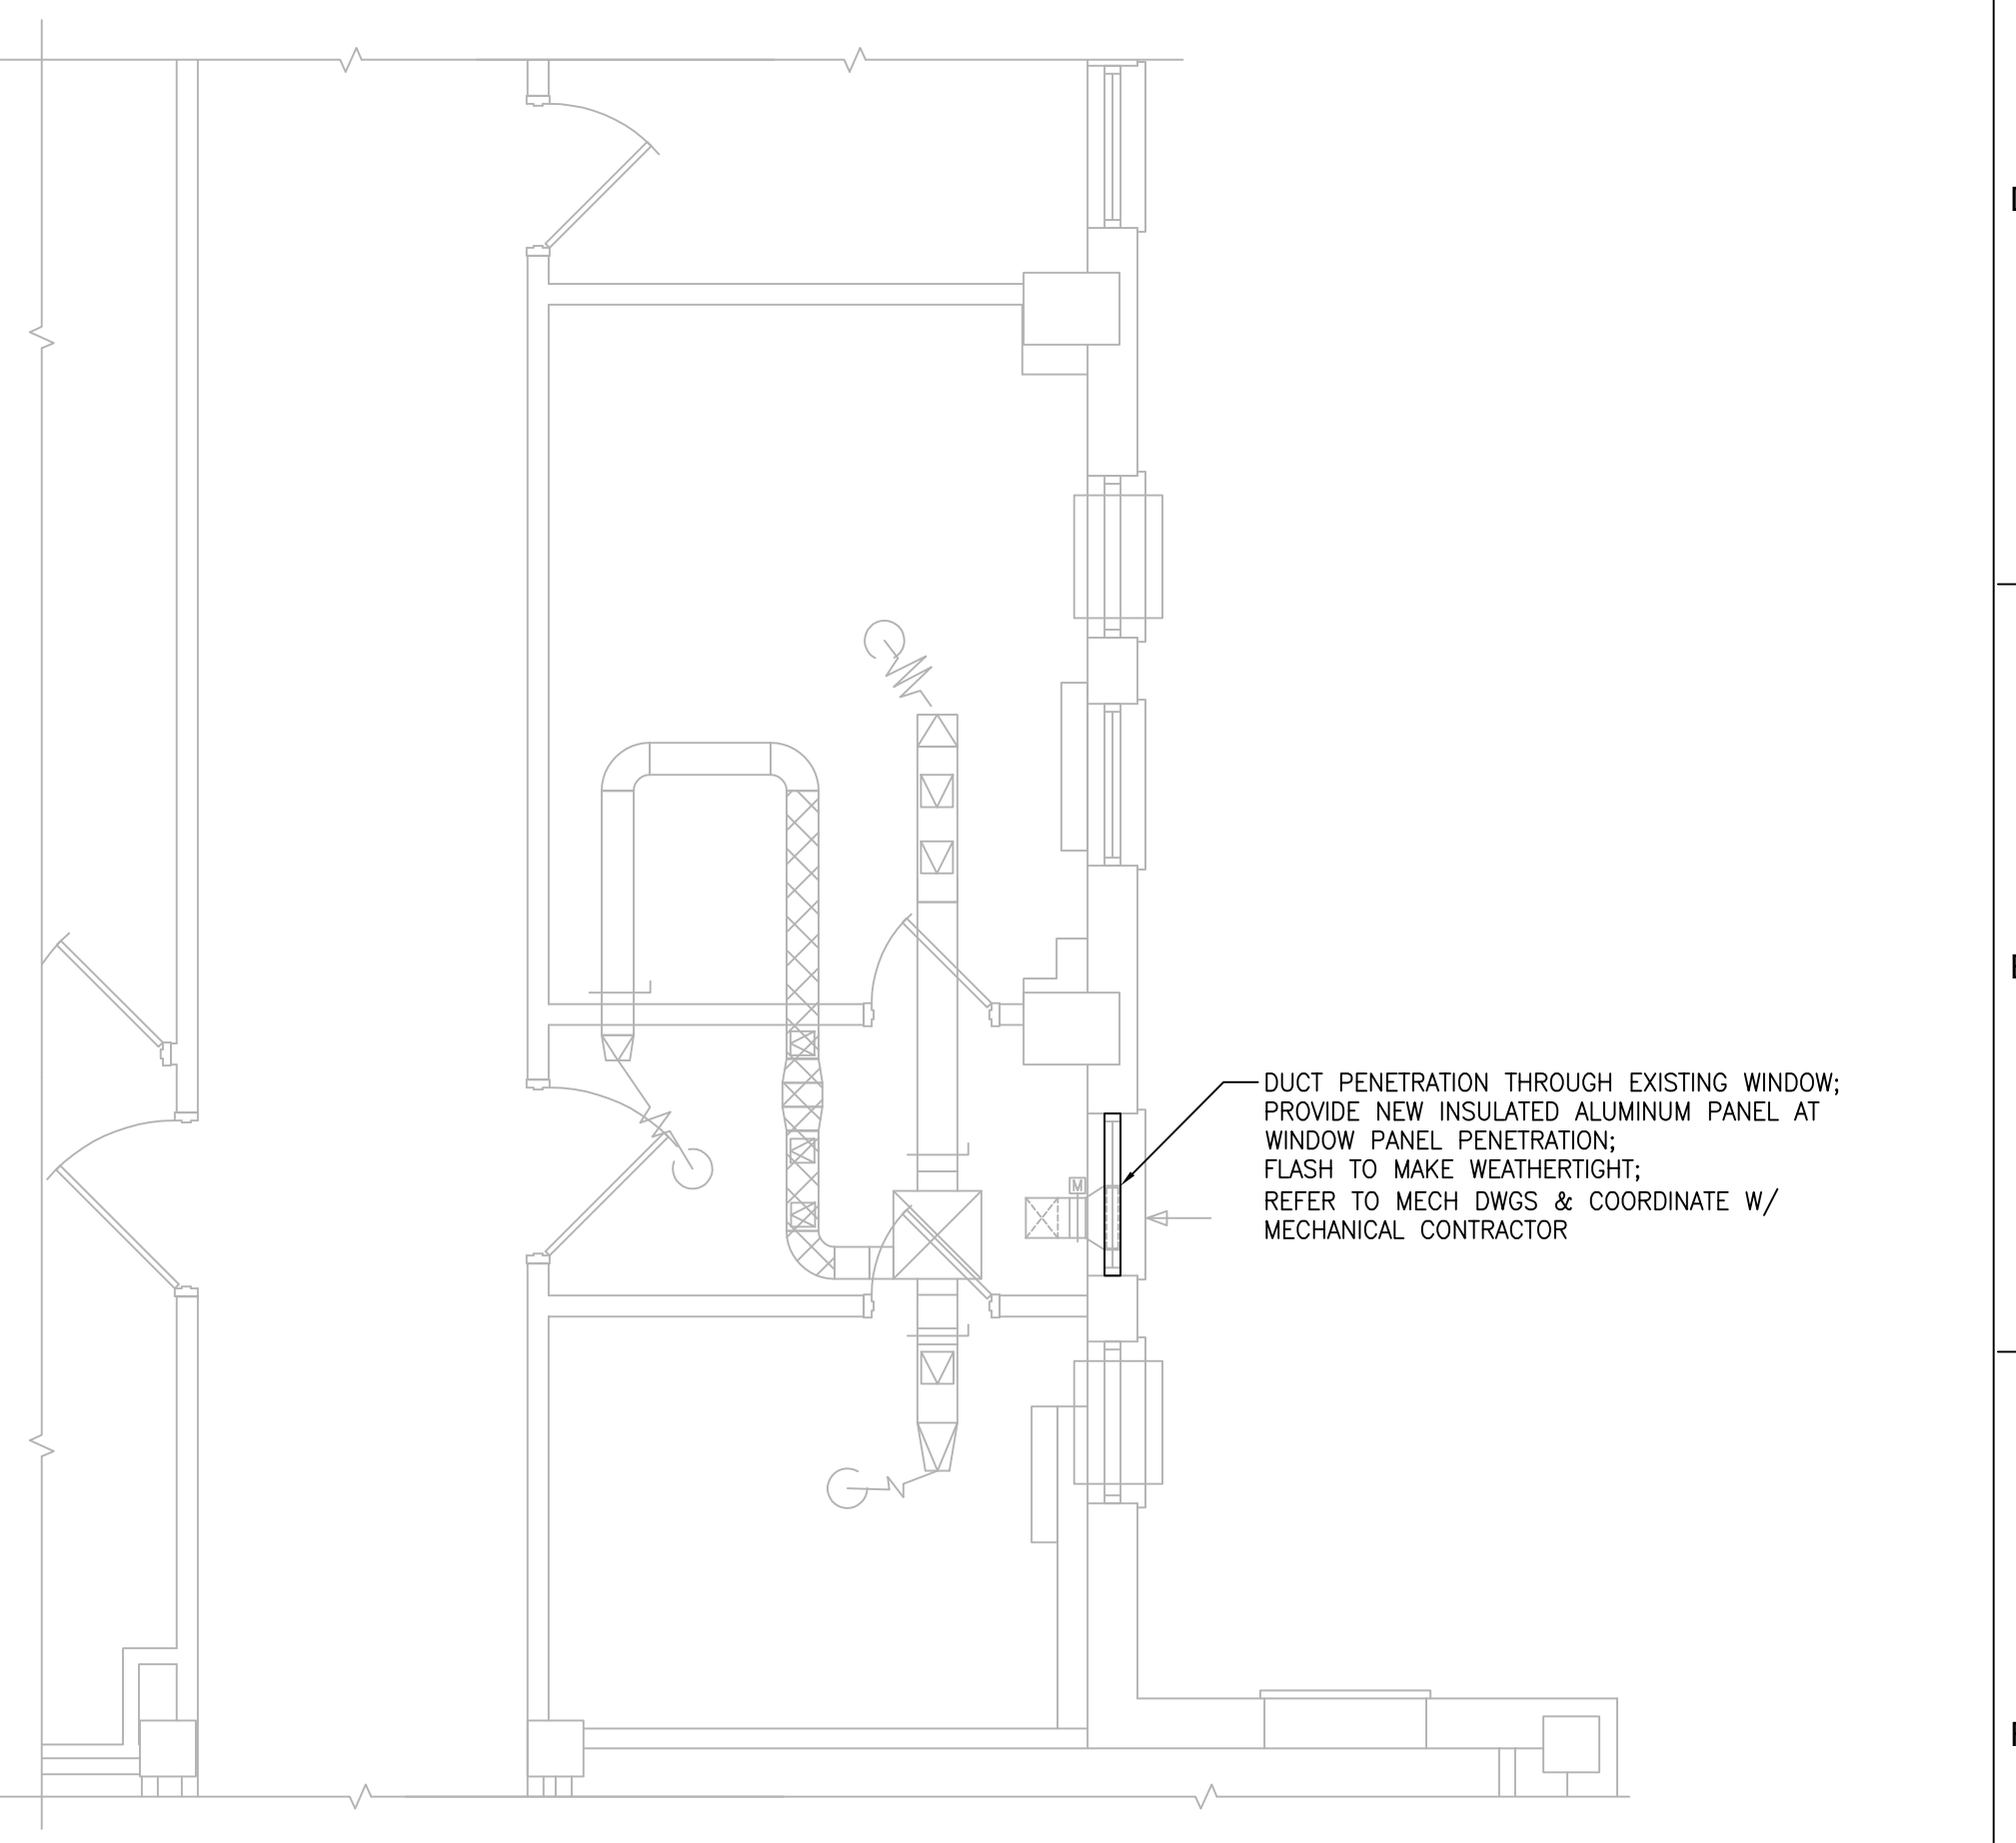 DUCT PENETRATION THROUGH EXISTING WINDOW;
PROVIDE NEW INSULATED ALUMINUM PANEL AT
WINDOW PANEL PENETRATION;
FLASH TO MAKE WEATHERTIGHT;
REFER TO MECH DWGS & COORDINATE W/
MECHANICAL CONTRACTOR
M